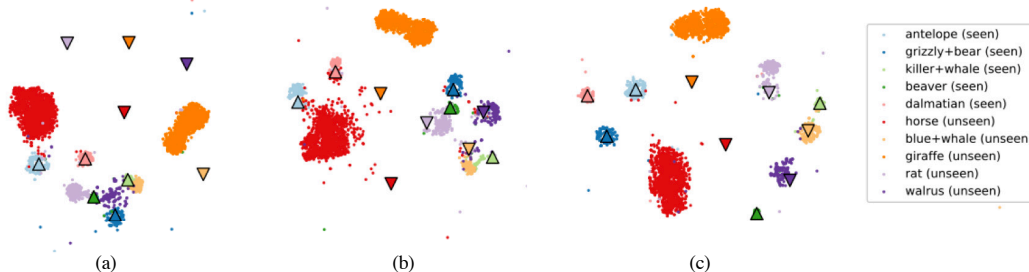 antelope (seen)
grizzly+bear (seen)
killer+whale (seen)
beaver (seen)
dalmatian (seen)
horse (unseen)
blue+whale (unseen
giraffe (unseen)
rat (unseen)
walrus (unseen)
(a)
(b)
(c)